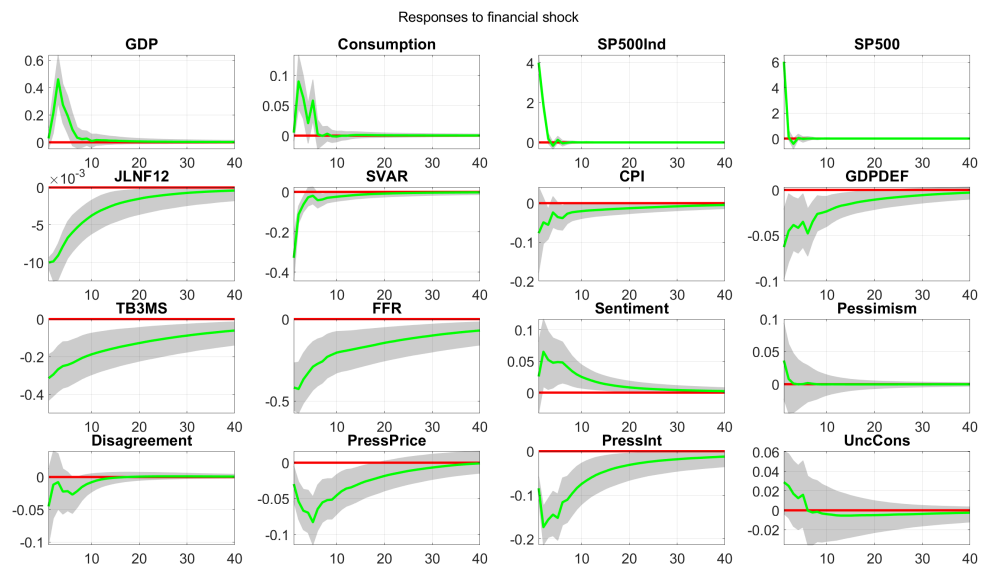 Responses to financial shock
GDP
0.6
0.4
0.2
0
10 20 30 40
Consumption
0.1
0.05
0
10 20 30 40
SP500Ind
4
2
0
10 20 30 40
SP500
6
4
2
0
10 20 30 40
JLNF12
×10⁻³
0
-5
-10
10 20 30 40
SVAR
0
-0.2
-0.4
10 20 30 40
CPI
0
-0.1
-0.2
10 20 30 40
GDPDEF
0
-0.05
-0.1
10 20 30 40
TB3MS
0
-0.2
-0.4
10 20 30 40
FFR
0
-0.5
10 20 30 40
Sentiment
0.1
0.05
0
10 20 30 40
Pessimism
0.1
0.05
0
10 20 30 40
Disagreement
0
-0.05
-0.1
10 20 30 40
PressPrice
0
-0.05
-0.1
10 20 30 40
PressInt
0
-0.1
-0.2
10 20 30 40
UncCons
0.06
0.04
0.02
0
-0.02
10 20 30 40